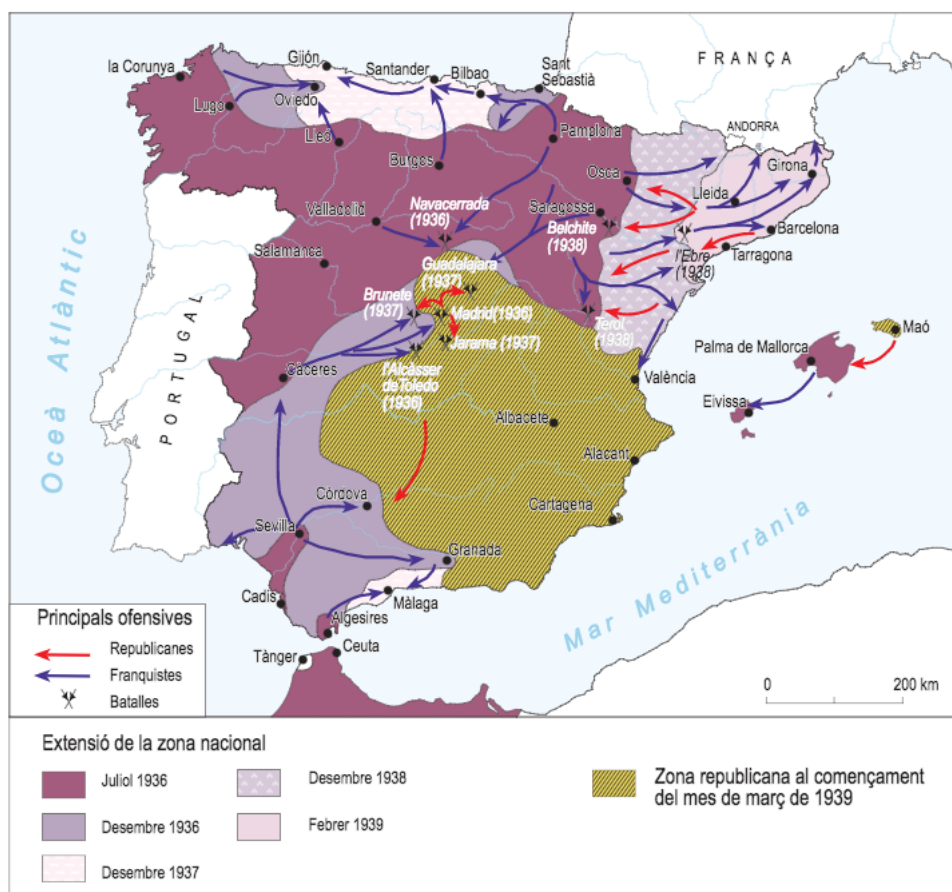 la Corunya
Gijón
Santander
Bilbao
Sant
Sebastià
FRANÇA
Lugo
Oviedo
ANDORRA
Lleó
Pamplona
Girona
Burgos
Osca
Lleida
Valladolid
Navacerrada
(1936)
Saragossa
Belchite
(1938)
Barcelona
Salamanca
Guadalajara
(1937)
l'Ebre
(1938)
Tarragona
Brunete
(1937)
Madrid(1936)
Terol
(1938)
Maó
Jarama (1937)
Palma de Mallorca
Càceres
l'Alcàsser
deToledo
(1936)
València
Eivissa
Albacete
Alacant
Còrdova
Cartagena
Sevilla
Granada
Cadis
Màlaga
Algesires
Ceuta
Tànger
PORTUGAL
Oceà Atlàntic
Mar Mediterrània
0 200 km
Principals ofensives
Republicanes
Franquistes
Batalles
Extensió de la zona nacional
Juliol 1936
Desembre 1936
Desembre 1937
Desembre 1938
Febrer 1939
Zona republicana al començament
del mes de març de 1939